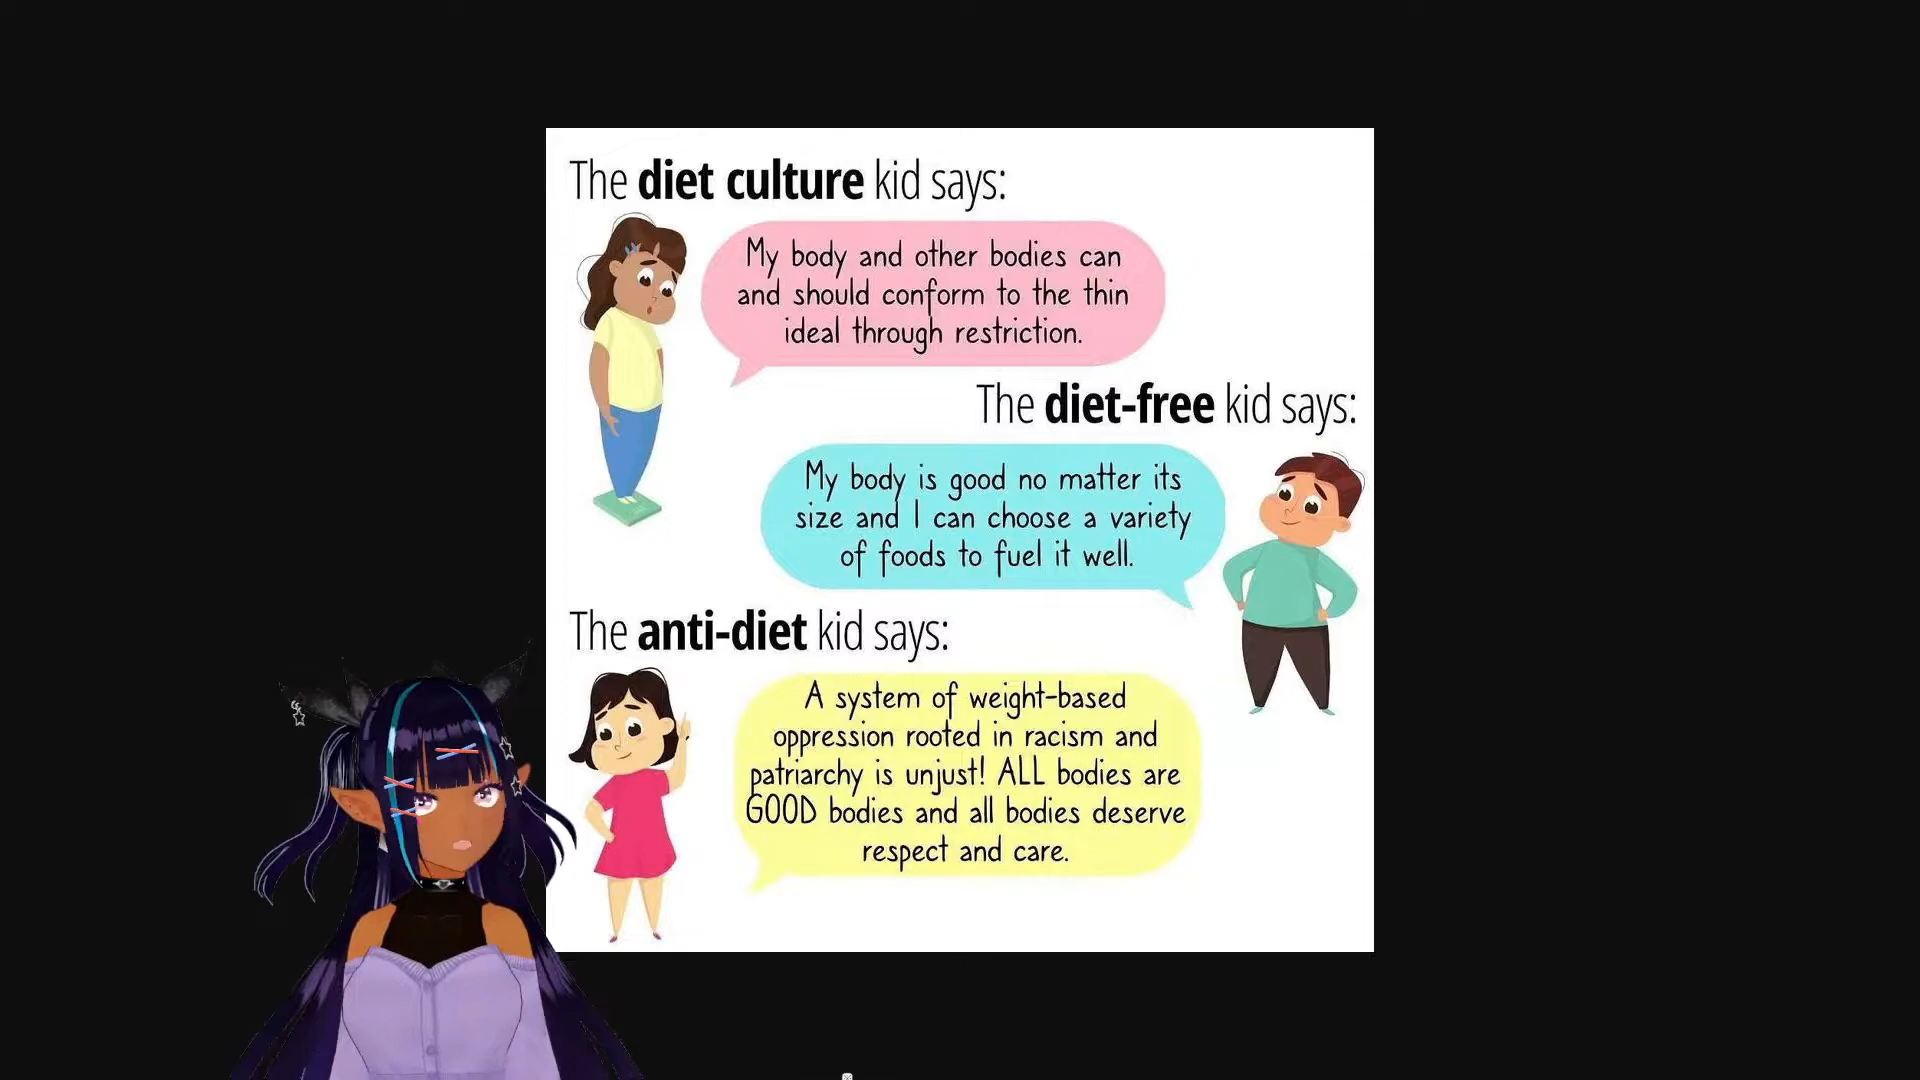 The diet culture kid says:
My body and other bodies can
and should conform to the thin
ideal through restriction.
The diet-free kid says:
My body is good no matter its
size and I can choose a variety
of foods to fuel it well.
The anti-diet kid says:
A system of weight-based
oppression rooted in racism and
patriarchy is unjust! ALL bodies are
GOOD bodies and all bodies deserve
respect and care.